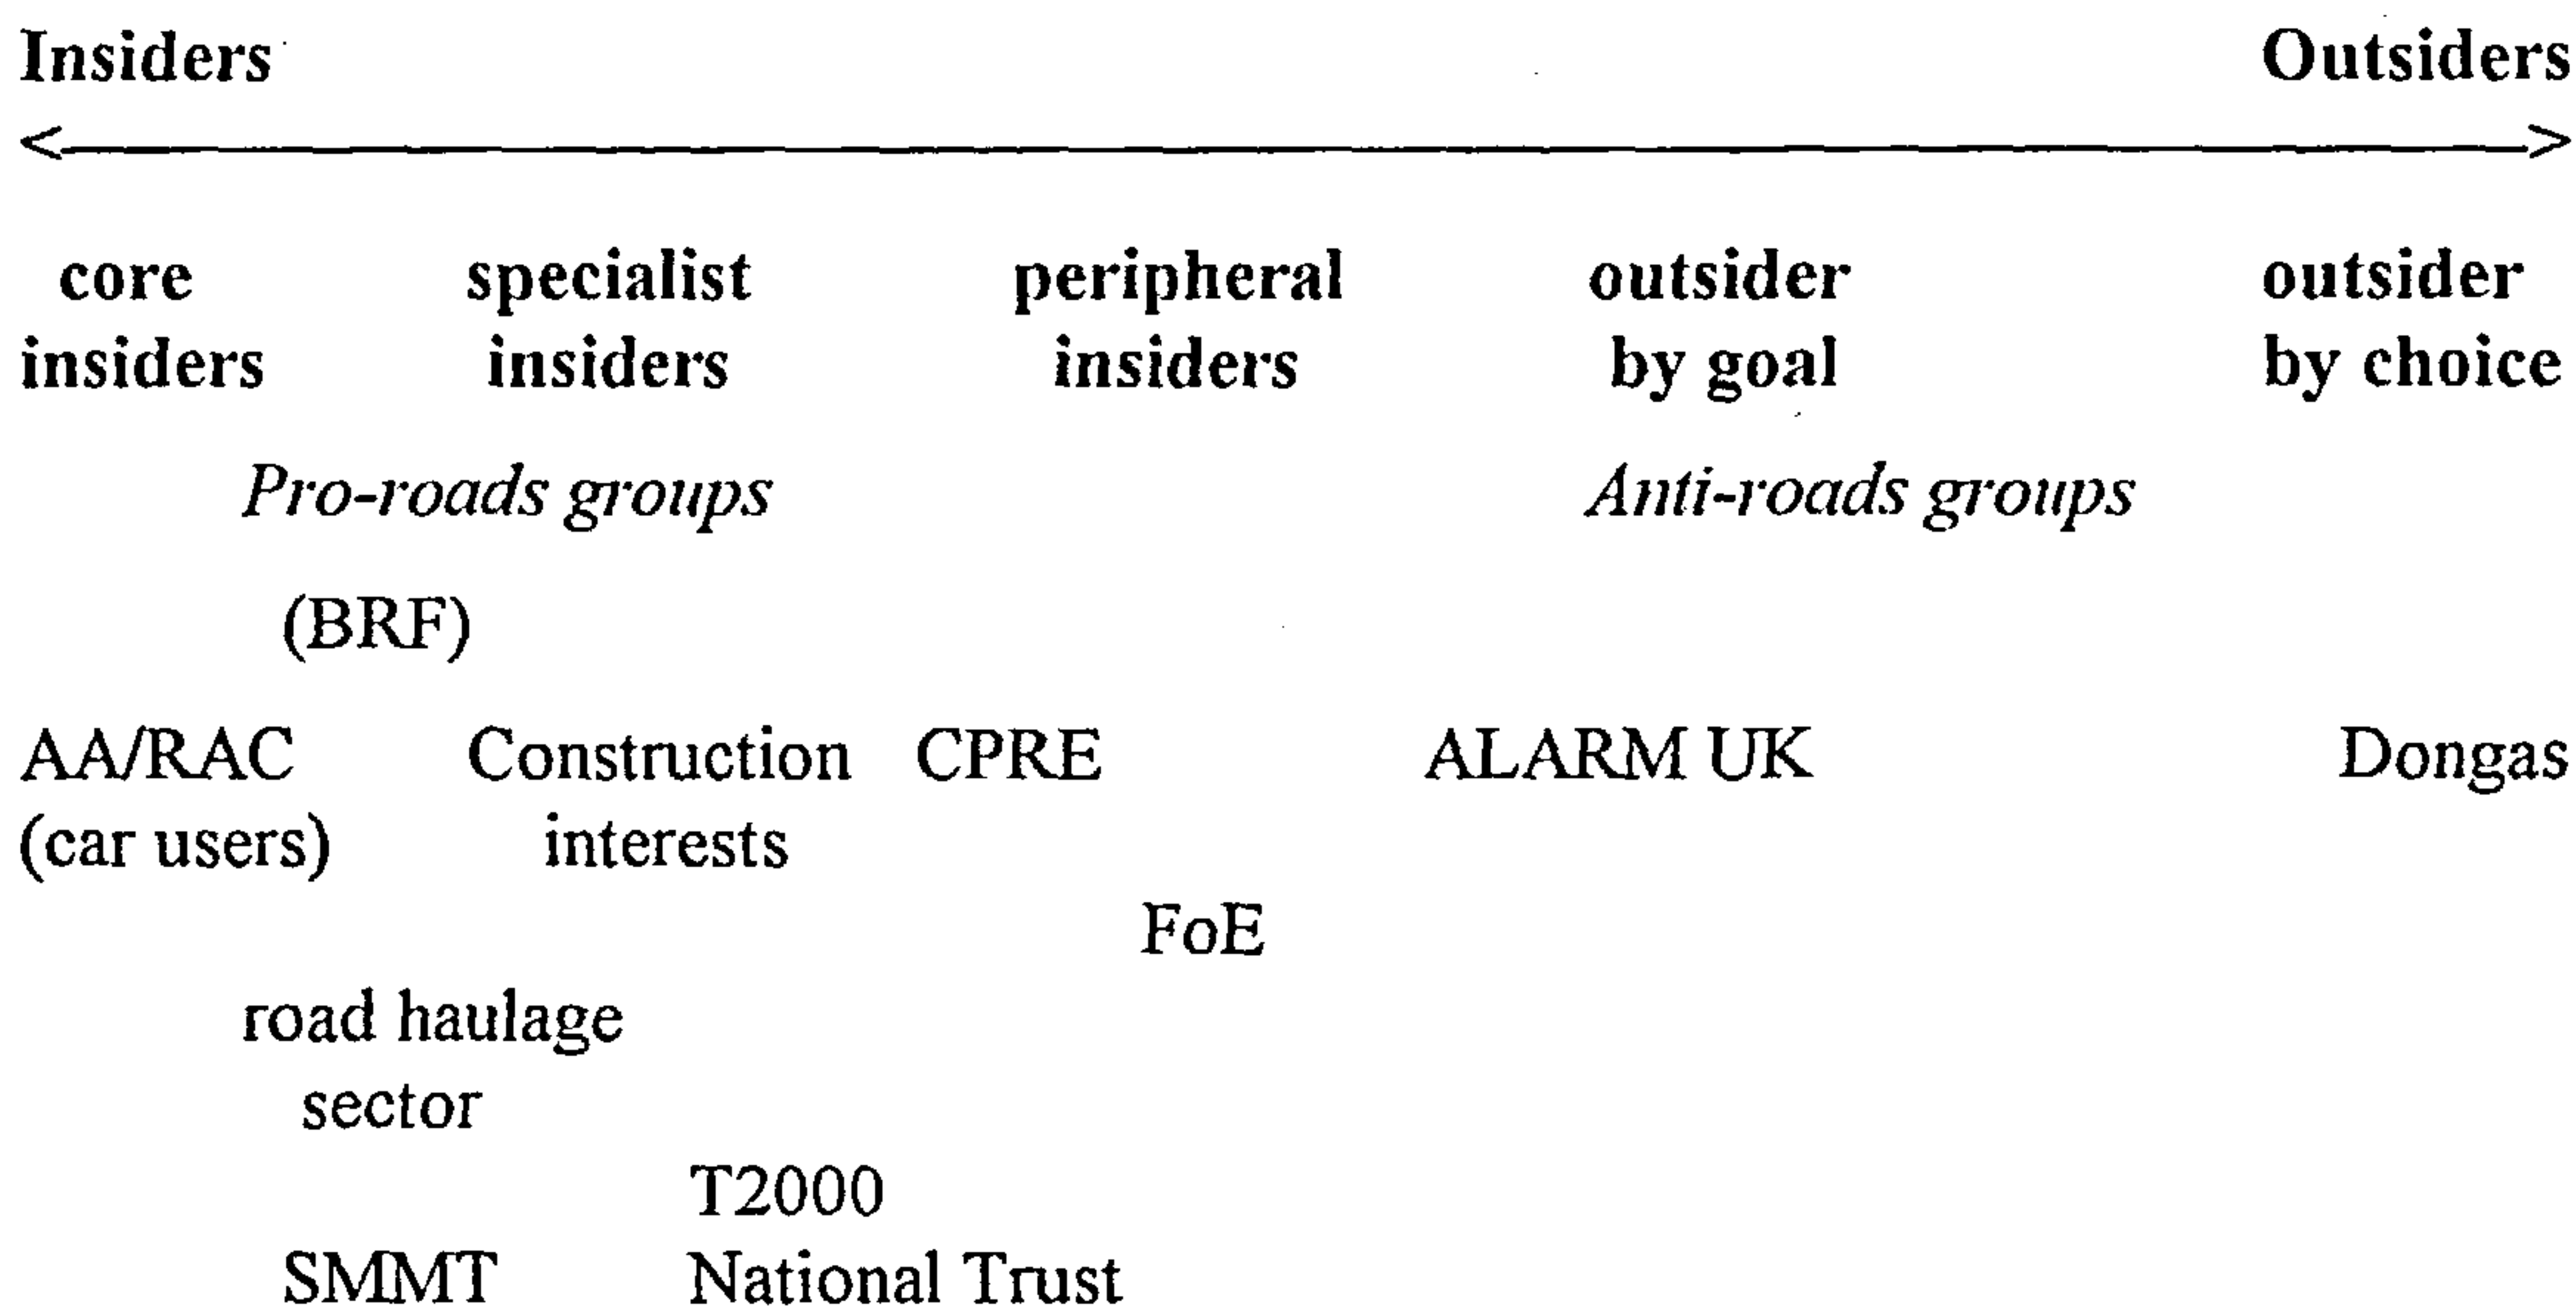 Insiders Outsiders
core specialist peripheral outsider outsider
insiders insiders insiders by goal by choice
Pro-roads groups Anti-roads groups
(BRF)
AA/RAC Construction CPRE ALARM UK Dongas
(car users) interests
FoE
road haulage
sector
T2000
SMMT National Trust